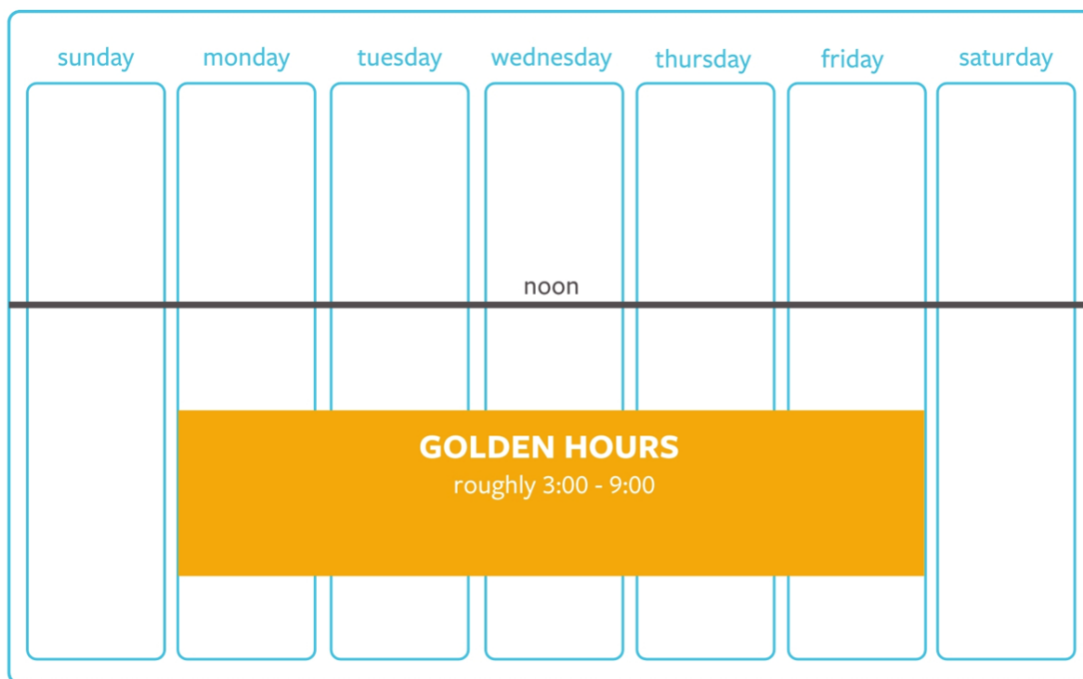 sunday
monday
tuesday
wednesday
thursday
friday
saturday
noon
GOLDEN HOURS
roughly 3:00 - 9:00